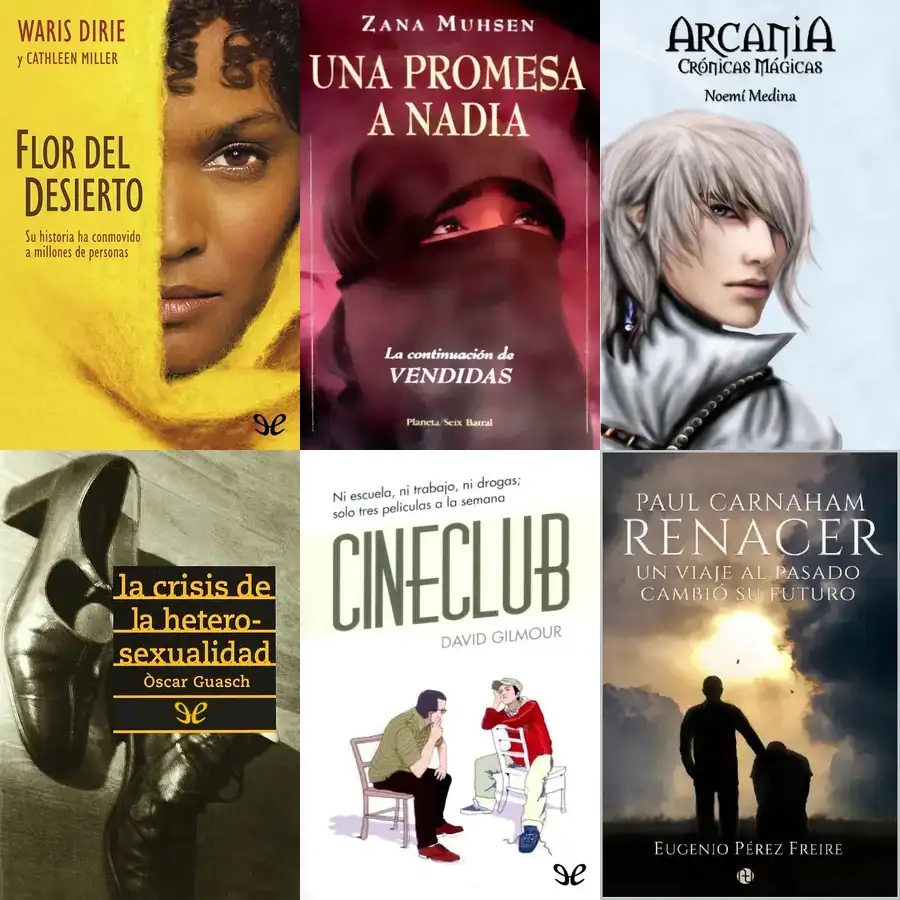 WARIS DIRIE
y CATHLEEN MILLER
FLOR DEL
DESIERTO
Su historia ha conmovido
a millones de personas
ZANA MUHSEN
UNA PROMESA
A NADIA
La continuación de
VENDIDAS
Planeta/Seix Barral
ARCANIA
CRÓNICAS MÁGICAS
Noemí Medina
la crisis de
la hetero-
sexualidad
Òscar Guasch
Ni escuela, ni trabajo, ni drogas;
solo tres películas a la semana
CINECLUB
DAVID GILMOUR
PAUL CARNAHAM
RENACER
UN VIAJE AL PASADO
CAMBIÓ SU FUTURO
EUGENIO PÉREZ FREIRE